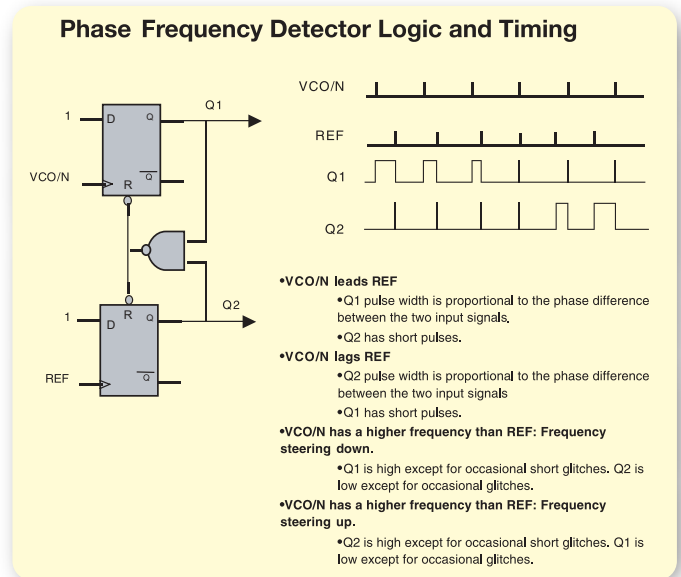 Phase Frequency Detector Logic and Timing
Q1
1
D
Q
VCO/N
Q
R
Q2
1
D
R
Q
REF
Q
VCO/N
REF
Q1
Q2
•VCO/N leads REF
•Q1 pulse width is proportional to the phase difference
between the two input signals.
•Q2 has short pulses.
•VCO/N lags REF
•Q2 pulse width is proportional to the phase difference
between the two input signals
•Q1 has short pulses.
•VCO/N has a higher frequency than REF: Frequency
steering down.
•Q1 is high except for occasional short glitches. Q2 is
low except for occasional glitches.
•VCO/N has a higher frequency than REF: Frequency
steering up.
•Q2 is high except for occasional short glitches. Q1 is
low except for occasional glitches.